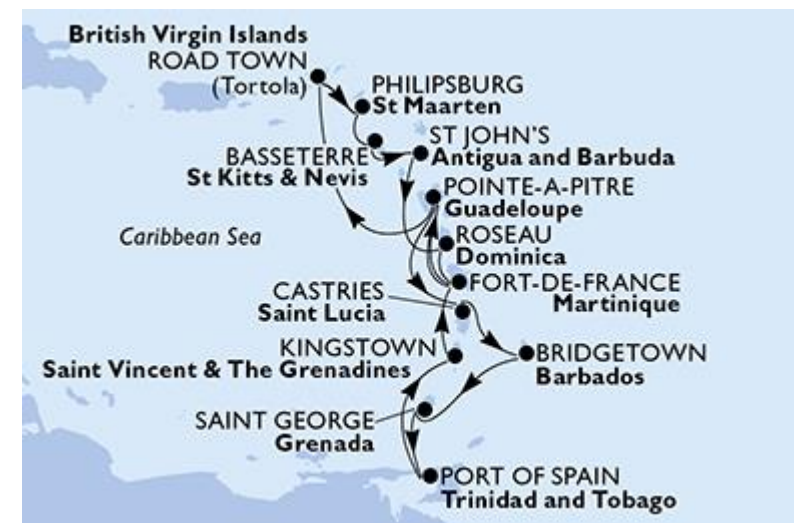 British Virgin Islands
ROAD TOWN
(Tortola)
PHILIPSBURG
St Maarten
ST JOHN'S
Antigua and Barbuda
BASSETERRE
St Kitts & Nevis
POINTE-A-PITRE
Guadeloupe
Caribbean Sea
ROSEAU
Dominica
FORT-DE-FRANCE
Martinique
CASTRIES
Saint Lucia
KINGSTOWN
Saint Vincent & The Grenadines
BRIDGETOWN
Barbados
SAINT GEORGE
Grenada
PORT OF SPAIN
Trinidad and Tobago